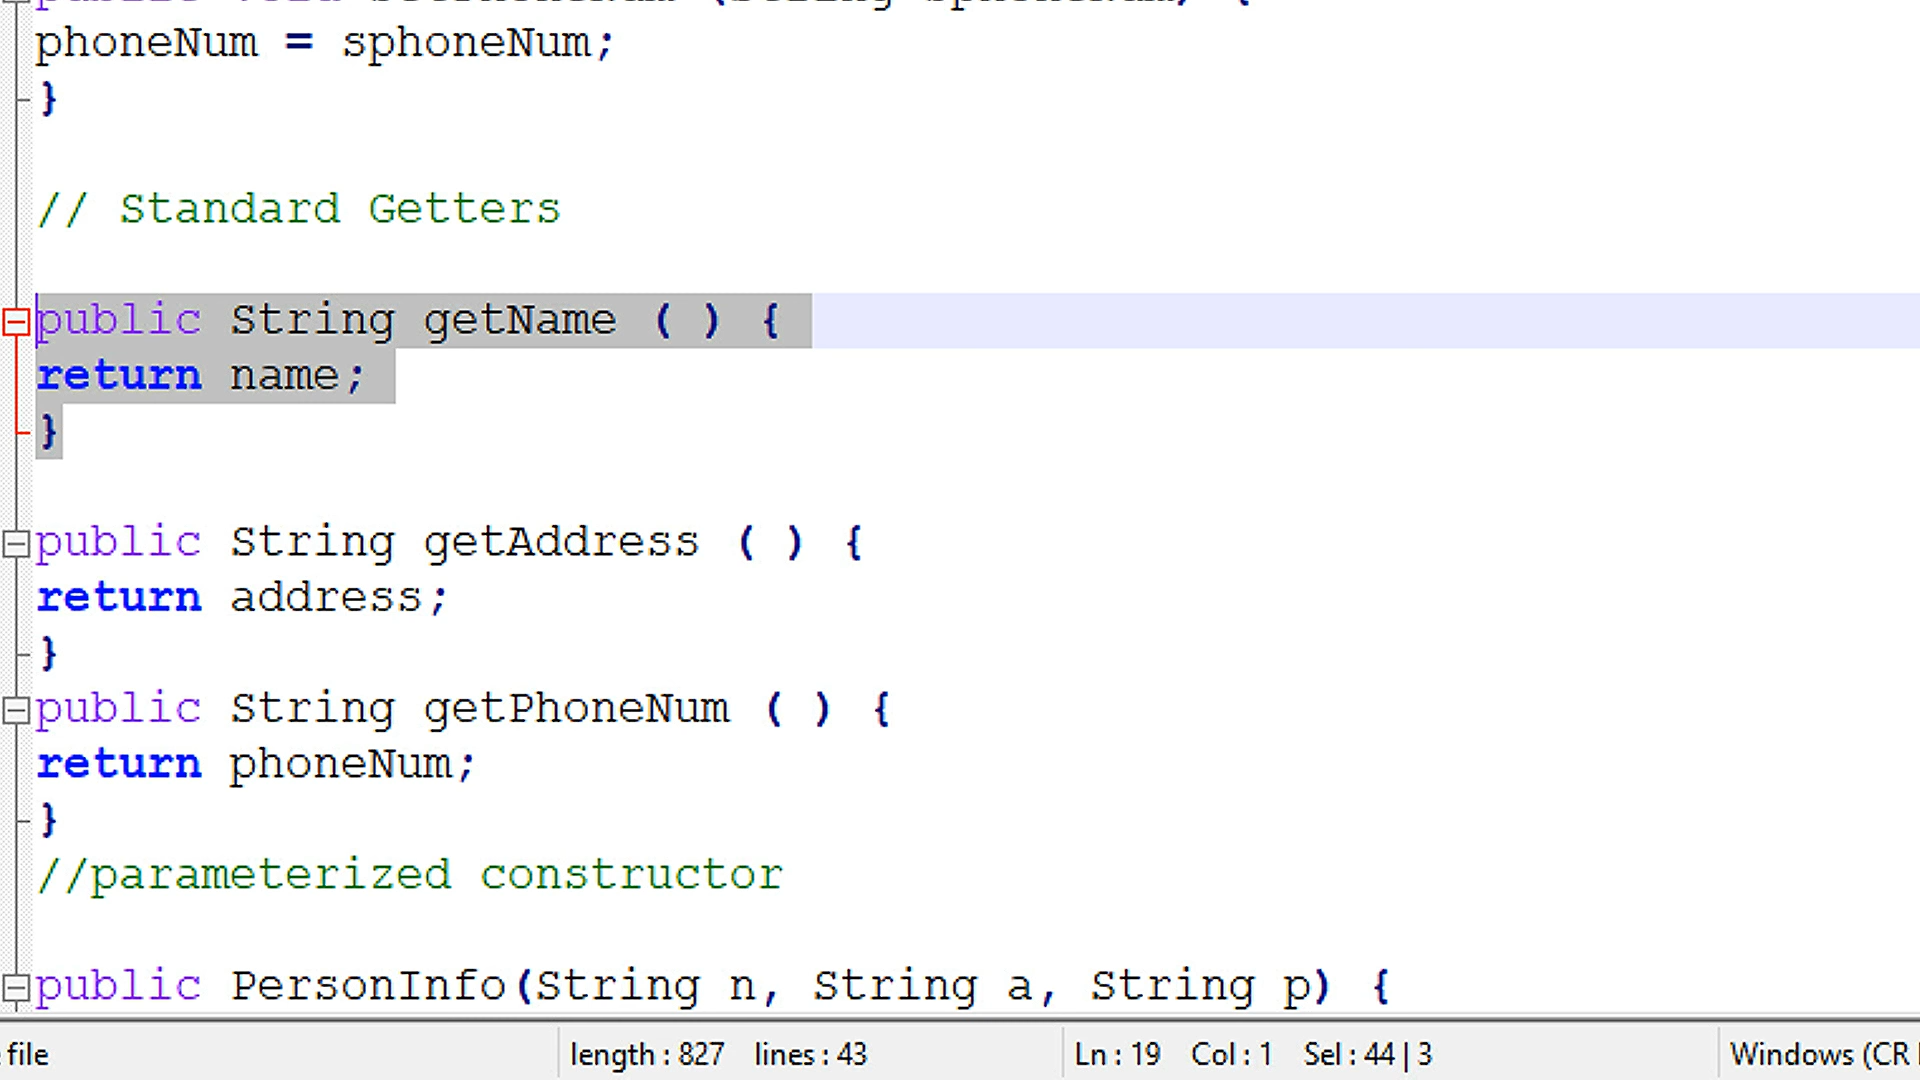 public void
phoneNum = sphoneNum;
}
// Standard Getters
public String getName ( ) {
return name;
}
public String getAddress ( ) {
return address;
}
public String getPhoneNum ( ) {
return phoneNum;
}
//parameterized constructor
public PersonInfo(String n, String a, String p) {
file length : 827 lines : 43 Ln : 19 Col : 1 Sel : 44 | 3 Windows (CR